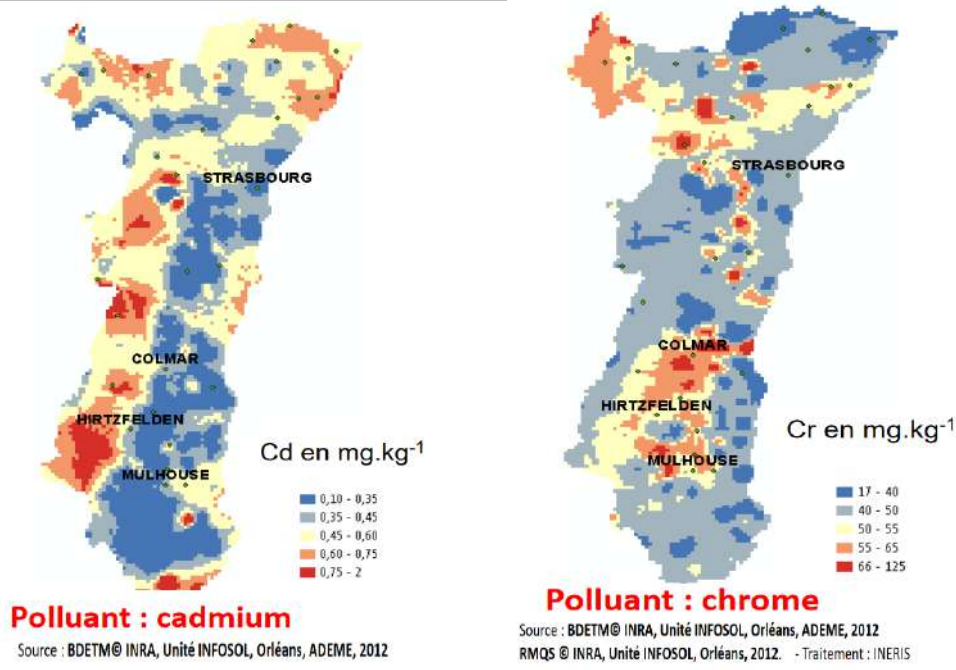 STRASBOURG
COLMAR
HIRTZFELDEN
MULHOUSE
Cd en mg.kg-1
0,10 - 0,35
0,35 - 0,45
0,45 - 0,60
0,60 - 0,75
0,75 - 2
Polluant : cadmium
Source : BDETM© INRA, Unité INFOSOL, Orléans, ADEME, 2012
STRASBOURG
COLMAR
HIRTZFELDEN
MULHOUSE
Cr en mg.kg-1
17 - 40
40 - 50
50 - 55
55 - 65
66 - 125
Polluant : chrome
Source : BDETM© INRA, Unité INFOSOL, Orléans, ADEME, 2012
RMQS © INRA, Unité INFOSOL, Orléans, 2012. - Traitement : INERIS